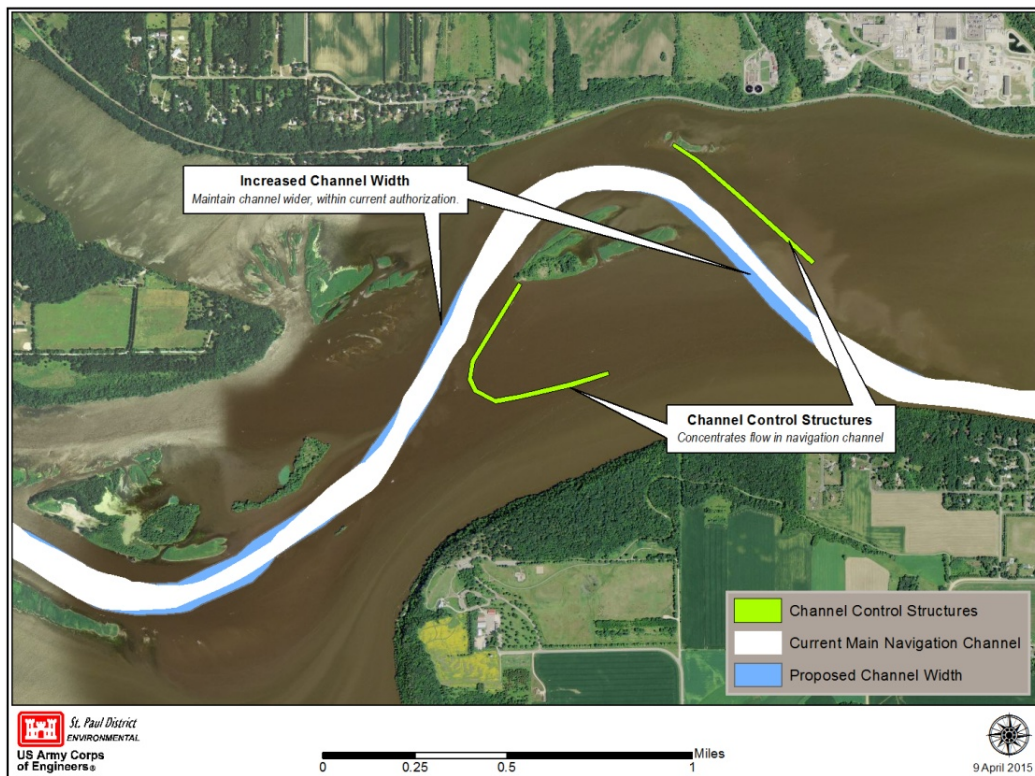 Increased Channel Width
Maintain channel wider, within current authorization.
Channel Control Structures
Concentrates flow in navigation channel
Channel Control Structures
Current Main Navigation Channel
Proposed Channel Width
St. Paul District
ENVIRONMENTAL
US Army Corps
of Engineers®
Miles
0 0.25 0.5 1
9 April 2015